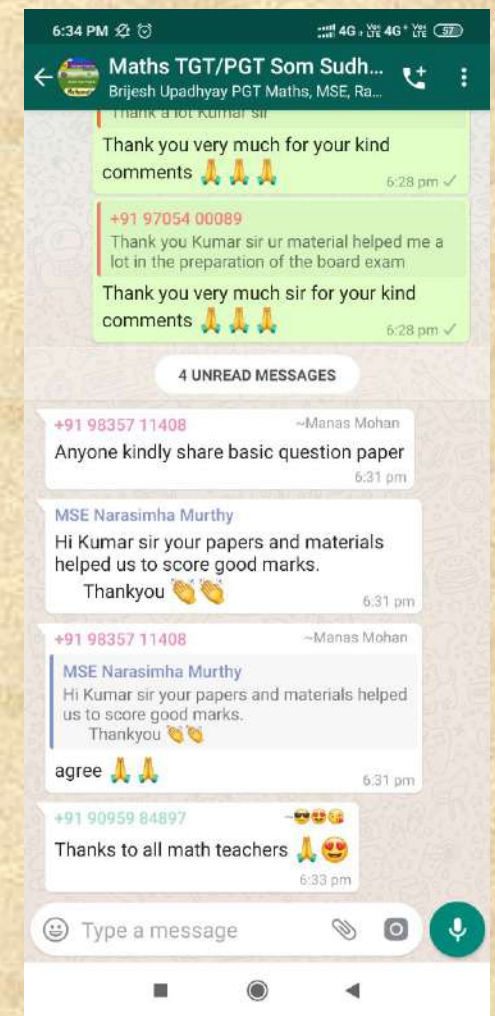 6:34 PM
4G+ 4G+ 57
Maths TGT/PGT Som Sudh...
Brijesh Upadhyay PGT Maths, MSE, Ra...
Thank a lot Kumar sir
Thank you very much for your kind
comments 🙏 🙏 🙏
6:28 pm ✓
+91 97054 00089
Thank you Kumar sir ur material helped me a
lot in the preparation of the board exam
Thank you very much sir for your kind
comments 🙏 🙏 🙏
6:28 pm ✓
4 UNREAD MESSAGES
+91 98357 11408 ~Manas Mohan
Anyone kindly share basic question paper
6:31 pm
MSE Narasimha Murthy
Hi Kumar sir your papers and materials
helped us to score good marks.
Thankyou 👏👏
6:31 pm
+91 98357 11408 ~Manas Mohan
MSE Narasimha Murthy
Hi Kumar sir your papers and materials helped
us to score good marks.
Thankyou 👏👏
agree 🙏 🙏
6:31 pm
+91 90959 84897 ~😎😍😘
Thanks to all math teachers 🙏😍
6:33 pm
Type a message